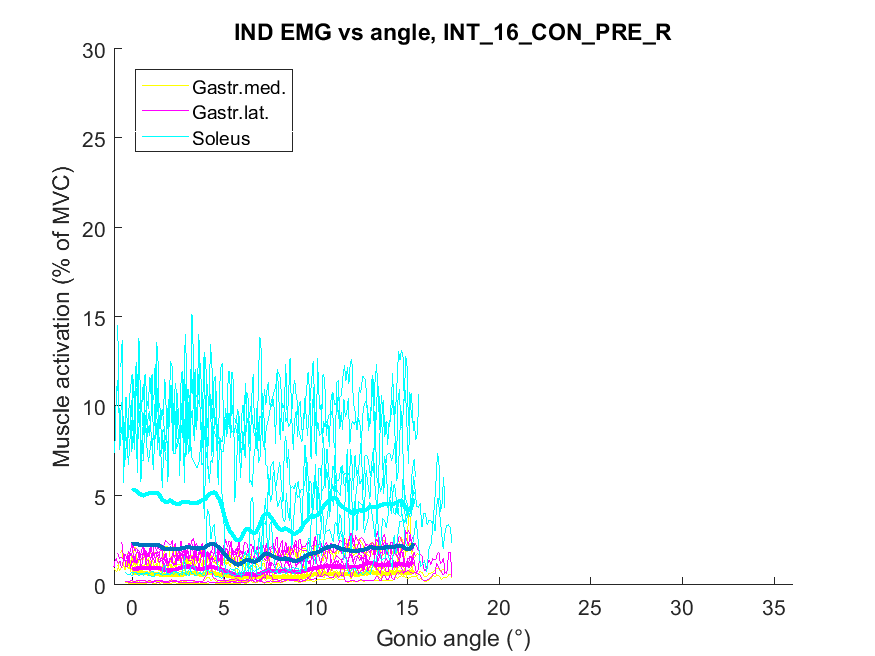 IND EMG vs angle, INT_16_CON_PRE_R
30
25
20
15
10
5
0
Gastr.med.
Gastr.lat.
Soleus
Muscle activation (% of MVC)
0 5 10 15 20 25 30 35
Gonio angle (°)